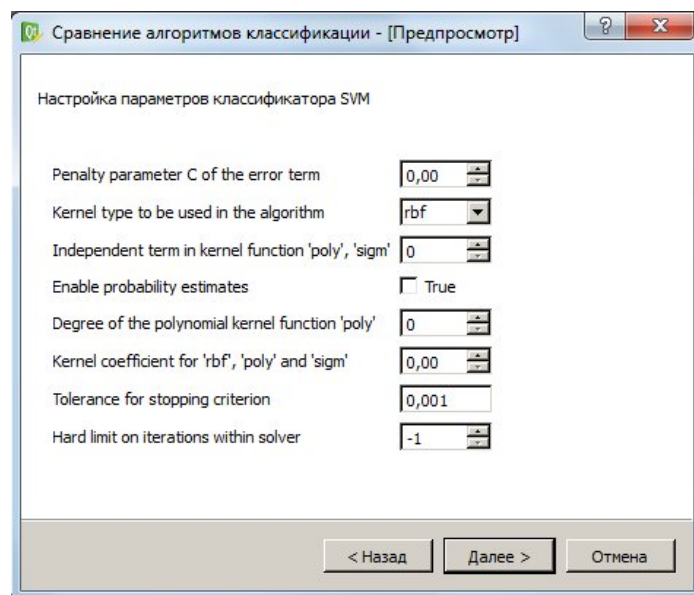 Сравнение алгоритмов классификации - [Предпросмотр]
Настройка параметров классификатора SVM
Penalty parameter C of the error term 0,00
Kernel type to be used in the algorithm rbf
Independent term in kernel function 'poly', 'sigm' 0
Enable probability estimates True
Degree of the polynomial kernel function 'poly' 0
Kernel coefficient for 'rbf', 'poly' and 'sigm' 0,00
Tolerance for stopping criterion 0,001
Hard limit on iterations within solver -1
< Назад Далее > Отмена